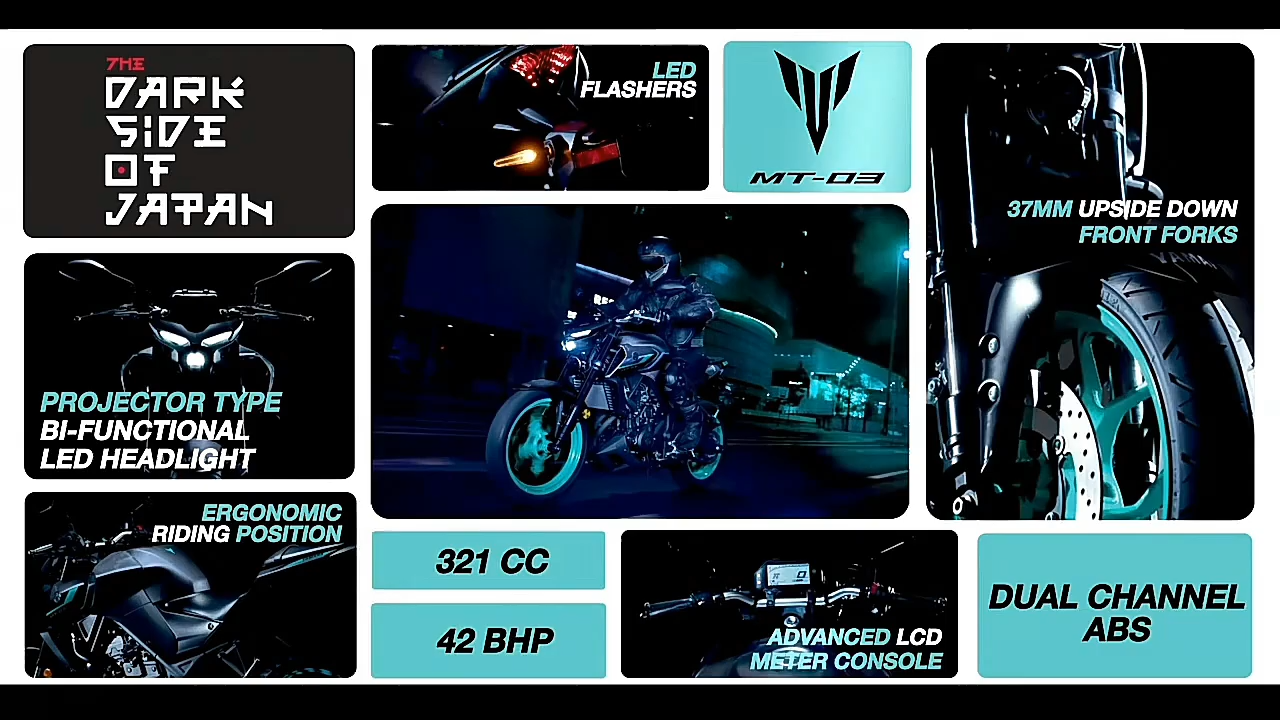 THE
DARK
SIDE
OF
JAPAN
LED
FLASHERS
MT-03
37MM UPSIDE DOWN
FRONT FORKS
PROJECTOR TYPE
BI-FUNCTIONAL
LED HEADLIGHT
ERGONOMIC
RIDING POSITION
321 CC
42 BHP
ADVANCED LCD
METER CONSOLE
DUAL CHANNEL
ABS